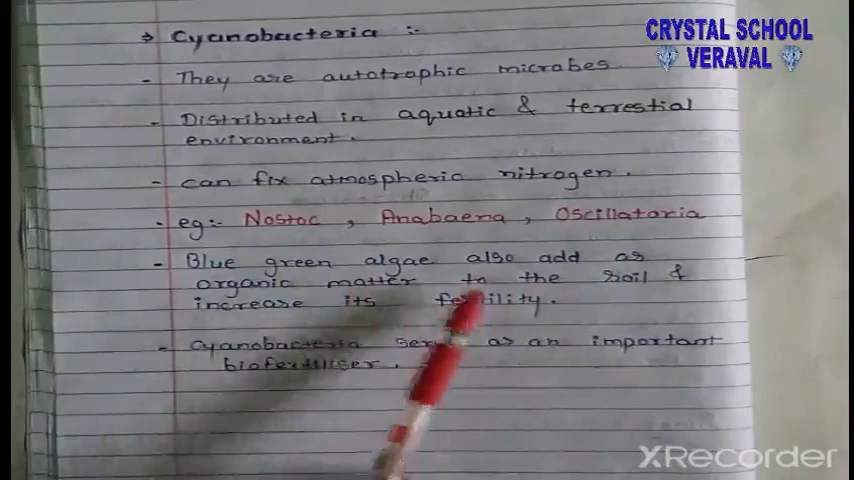 CRYSTAL SCHOOL
VERAVAL
→ Cyanobacteria :-
- They are autotrophic microbes
- Distributed in aquatic & terrestial
environment.
- can fix atmospheric nitrogen.
- eg:- Nostoc , Anabaena , Oscillatoria
- Blue green algae also add as
organic matter to the soil &
increase its fertility.
- Cyanobacteria as an important
biofertiliser.
XRecorder